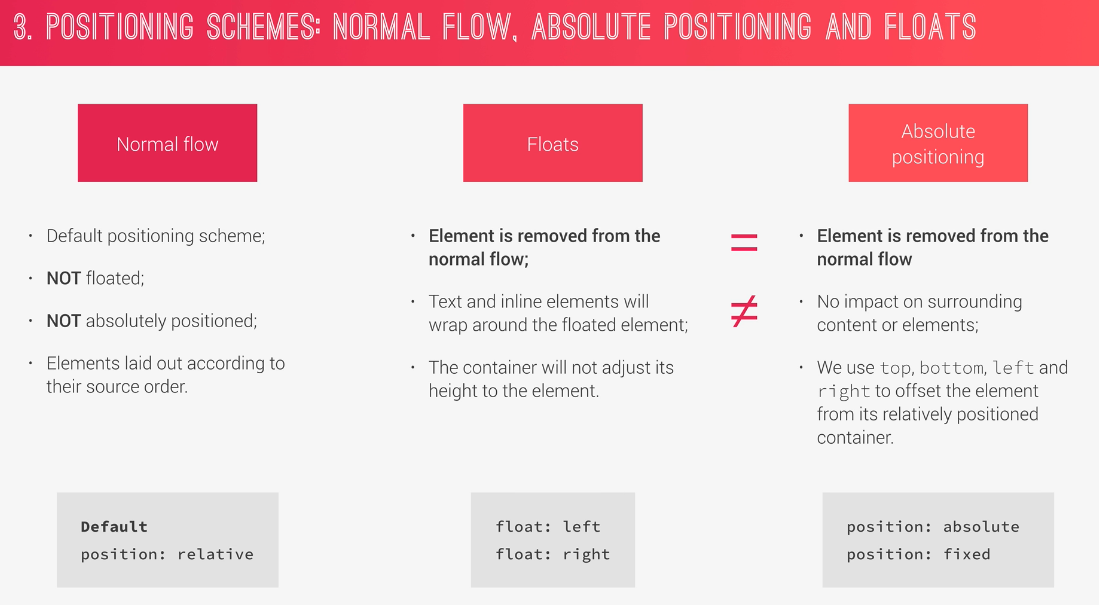 3. POSITIONING SCHEMES: NORMAL FLOW, ABSOLUTE POSITIONING AND FLOATS
Normal flow
• Default positioning scheme;
• NOT floated;
• NOT absolutely positioned;
• Elements laid out according to
their source order.
Default
position: relative
Floats
• Element is removed from the
normal flow;
• Text and inline elements will
wrap around the floated element;
• The container will not adjust its
height to the element.
float: left
float: right
=
≠
Absolute
positioning
• Element is removed from the
normal flow
• No impact on surrounding
content or elements;
• We use top, bottom, left and
right to offset the element
from its relatively positioned
container.
position: absolute
position: fixed